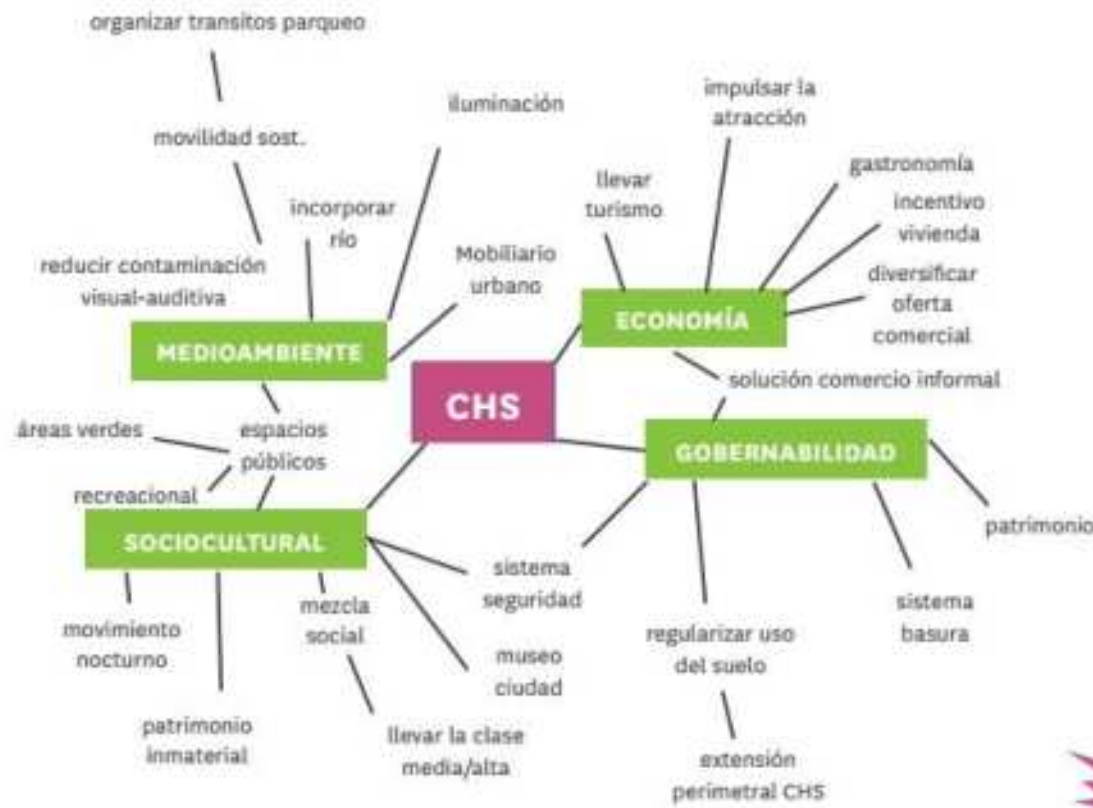 organizar transitos parqueo
movilidad sost.
reducir contaminación
visual-auditiva
incorporar
río
iluminación
Mobiliario
urbano
MEDIOAMBIENTE
llevar
turismo
impulsar la
atracción
gastronomía
incentivo
vivienda
diversificar
oferta
comercial
ECONOMÍA
CHS
solución comercio informal
GOBERNABILIDAD
áreas verdes
espacios
públicos
recreacional
SOCIOCULTURAL
movimiento
nocturno
patrimonio
inmaterial
mezcla
social
llevar la clase
media/alta
sistema
seguridad
museo
ciudad
regularizar uso
del suelo
extensión
perimetral CHS
sistema
basura
patrimonio